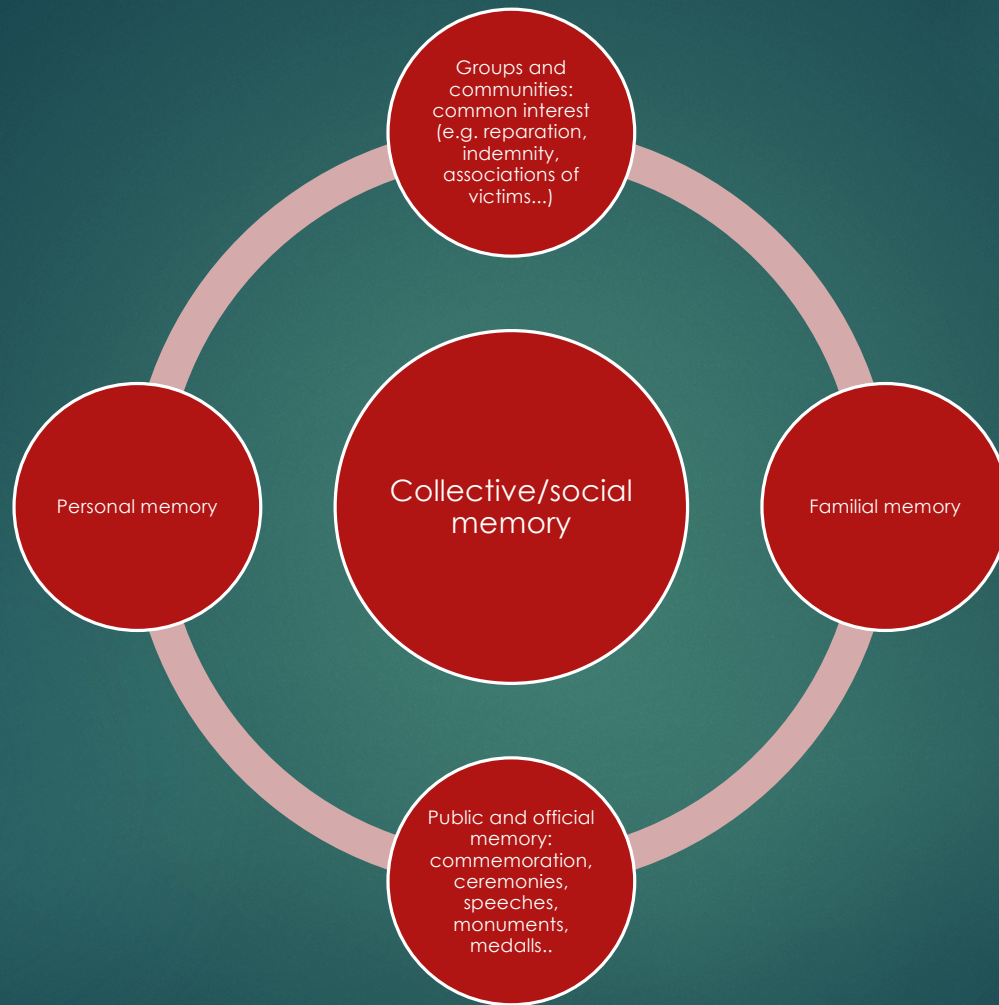 Groups and
communities:
common interest
(e.g. reparation,
indemnity,
associations of
victims...)
Personal memory
Collective/social
memory
Familial memory
Public and official
memory:
commemoration,
ceremonies,
speeches,
monuments,
medalls..